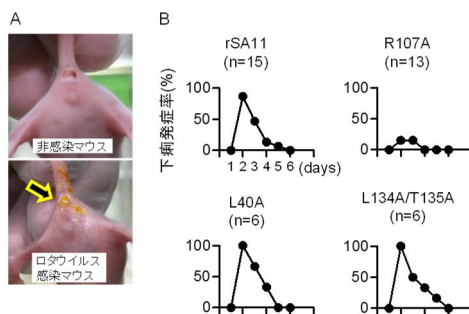 A
非感染マウス
ロタウイルス
感染マウス
B
下痢発症率(%)
rSA11
(n=15)
100
50
0
1 2 3 4 5 6 (days)
R107A
(n=13)
100
50
0
L40A
(n=6)
100
50
0
L134A/T135A
(n=6)
100
50
0